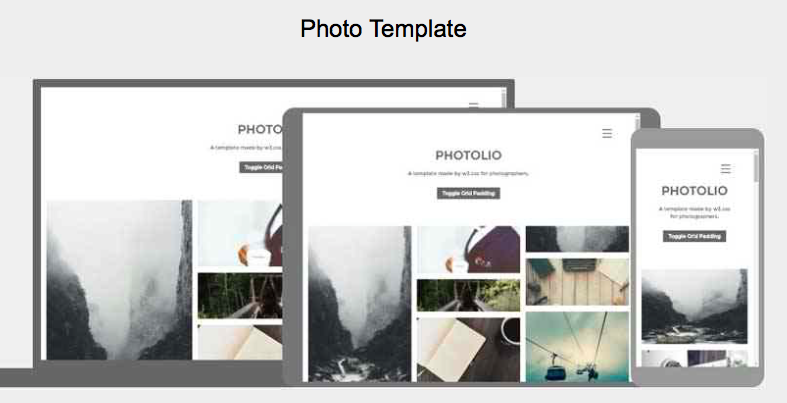 Photo Template
PHOTO
A template made by w3.css
Toggle Grid Pa
PHOTOLIO
A template made by w3.css for photographers.
Toggle Grid Padding
PHOTOLIO
A template made by w3.css
for photographers.
Toggle Grid Padding